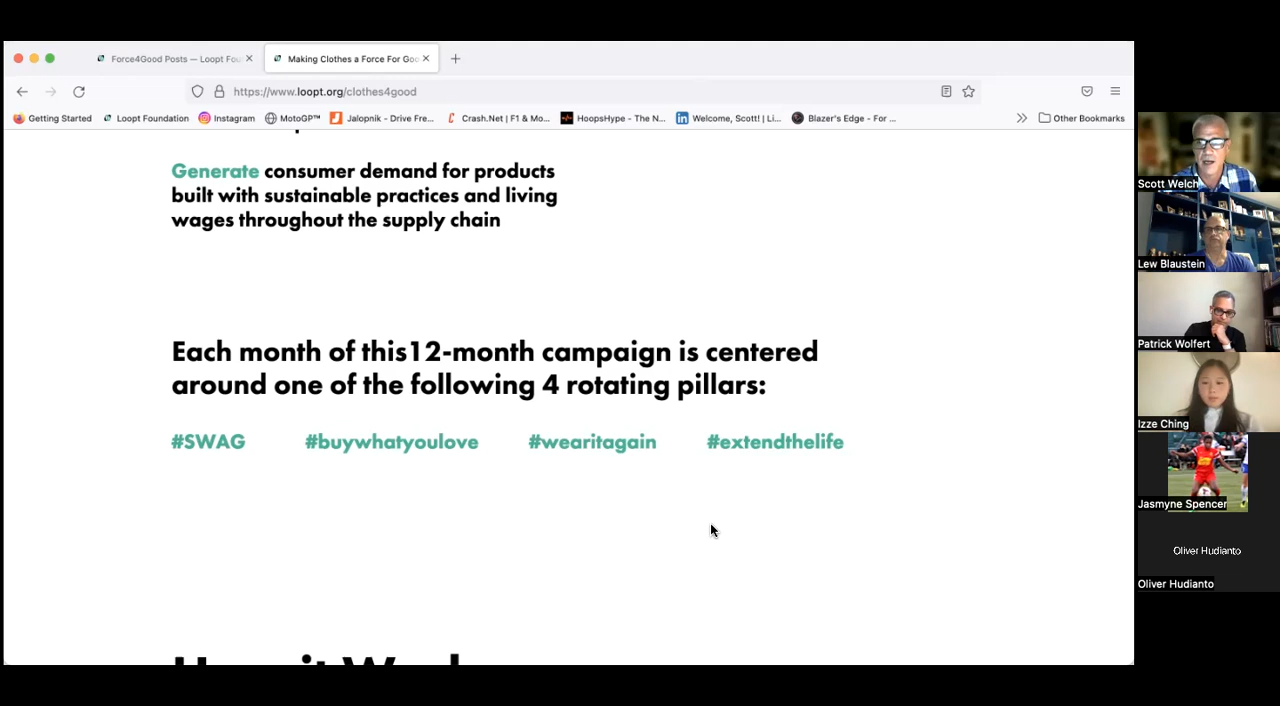 Force4Good Posts — Loopt Fou
Making Clothes a Force For Goo
https://www.loopt.org/clothes4good
Getting Started
Loopt Foundation
Instagram
MotoGP™
Jalopnik - Drive Fre...
Crash.Net | F1 & Mo...
HoopsHype - The N...
Welcome, Scott! | Li...
Blazer's Edge - For ...
Other Bookmarks
Generate consumer demand for products
built with sustainable practices and living
wages throughout the supply chain
Each month of this12-month campaign is centered
around one of the following 4 rotating pillars:
#SWAG #buywhatyoulove #wearitagain #extendthelife
Scott Welch
Lew Blaustein
Patrick Wolfert
Izze Ching
Jasmyne Spencer
Oliver Hudianto
Oliver Hudianto